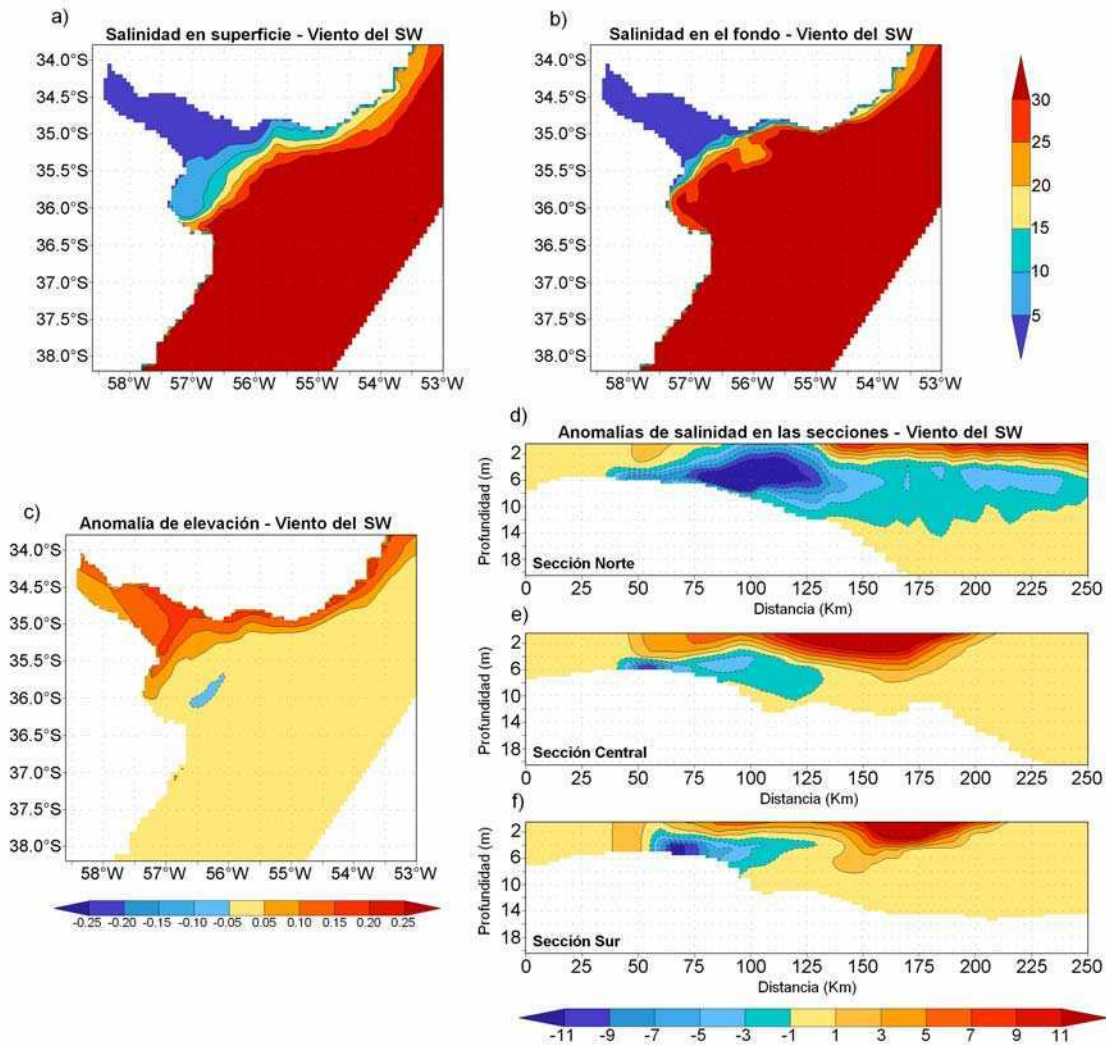 a)
Salinidad en superficie - Viento del SW
34.0°S
34.5°S
35.0°S
35.5°S
36.0°S
36.5°S
37.0°S
37.5°S
38.0°S
58°W 57°W 56°W 55°W 54°W 53°W
b)
Salinidad en el fondo - Viento del SW
34.0°S
34.5°S
35.0°S
35.5°S
36.0°S
36.5°S
37.0°S
37.5°S
38.0°S
58°W 57°W 56°W 55°W 54°W 53°W
30
25
20
15
10
5
c)
Anomalía de elevación - Viento del SW
34.0°S
34.5°S
35.0°S
35.5°S
36.0°S
36.5°S
37.0°S
37.5°S
38.0°S
58°W 57°W 56°W 55°W 54°W 53°W
-0.25 -0.20 -0.15 -0.10 -0.05 0.05 0.10 0.15 0.20 0.25
d)
Anomalías de salinidad en las secciones - Viento del SW
Profundidad (m)
2
6
10
14
18
Sección Norte
0 25 50 75 100 125 150 175 200 225 250
Distancia (Km)
e)
Profundidad (m)
2
6
10
14
18
Sección Central
0 25 50 75 100 125 150 175 200 225 250
Distancia (Km)
f)
Profundidad (m)
2
6
10
14
18
Sección Sur
0 25 50 75 100 125 150 175 200 225 250
Distancia (Km)
-11 -9 -7 -5 -3 -1 1 3 5 7 9 11